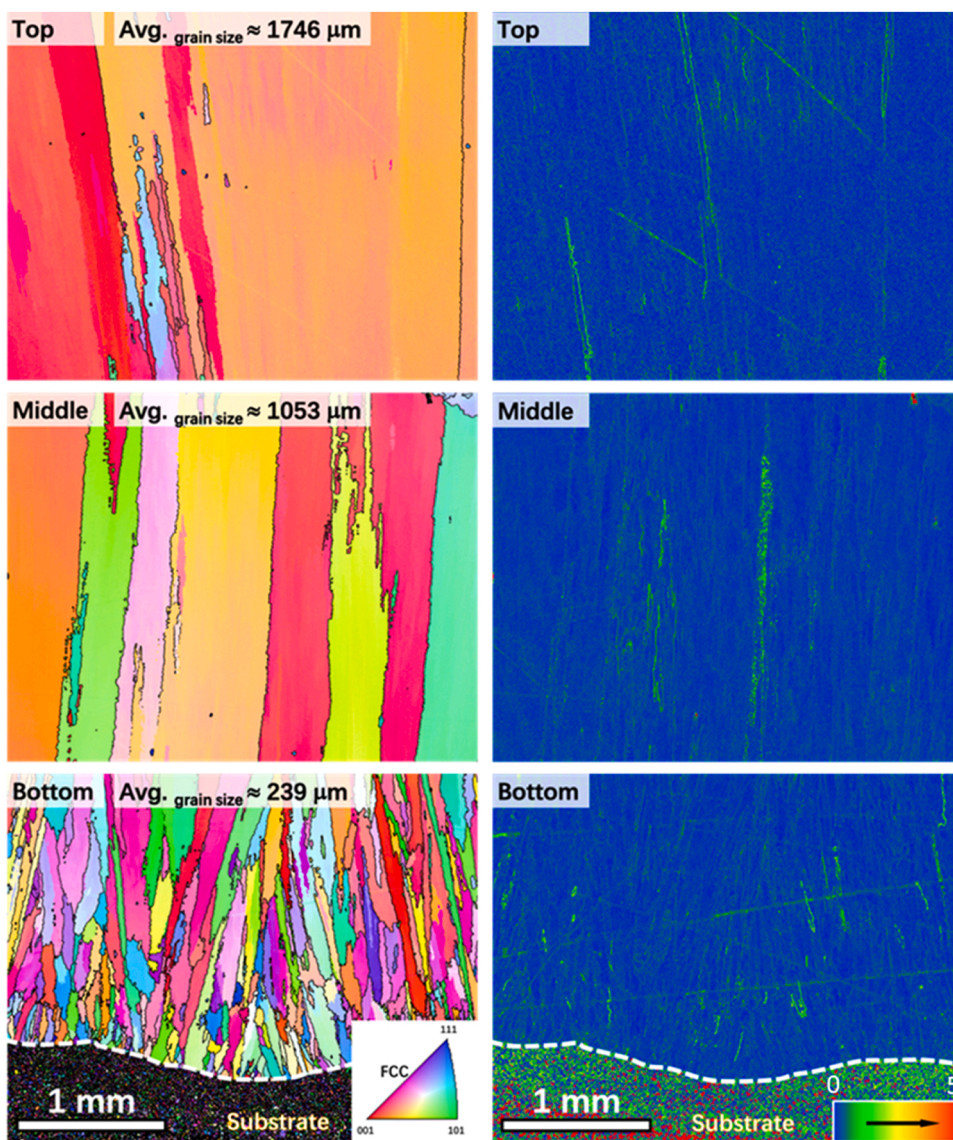 Top Avg. grain size ≈ 1746 μm
Top
Middle Avg. grain size ≈ 1053 μm
Middle
Bottom Avg. grain size ≈ 239 μm
Bottom
111
FCC
001 101
1 mm
Substrate
1 mm
Substrate
0 5